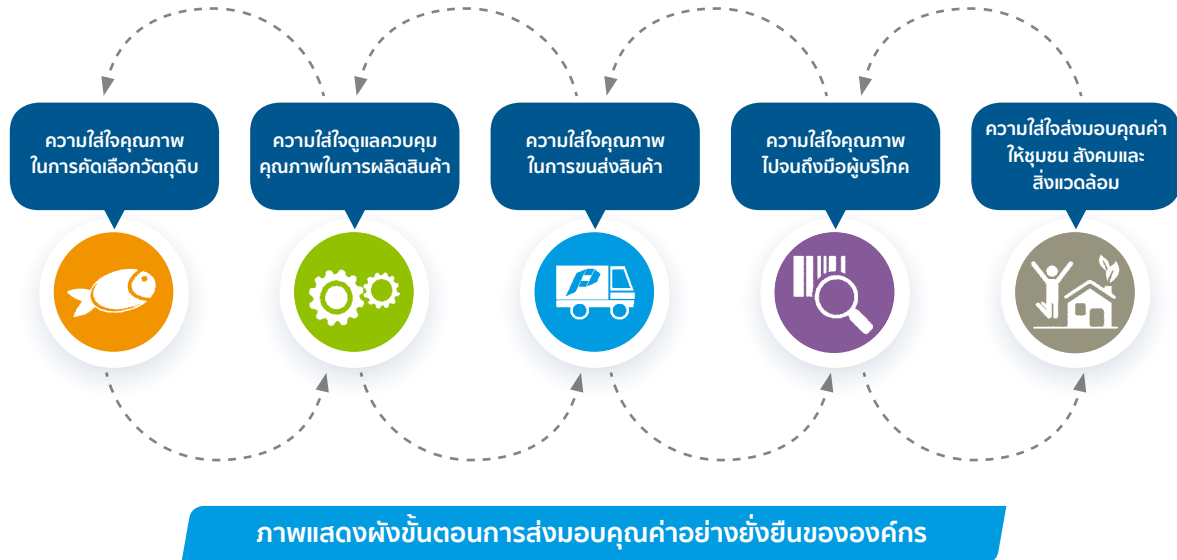 ความใส่ใจคุณภาพ
ในการคัดเลือกวัตถุดิบ
ความใส่ใจดูแลควบคุม
คุณภาพในการผลิตสินค้า
ความใส่ใจคุณภาพ
ในการขนส่งสินค้า
ความใส่ใจคุณภาพ
ไปจนถึงมือผู้บริโภค
ความใส่ใจส่งมอบคุณค่า
ให้ชุมชน สังคมและ
สิ่งแวดล้อม
ภาพแสดงผังขั้นตอนการส่งมอบคุณค่าอย่างยั่งยืนขององค์กร